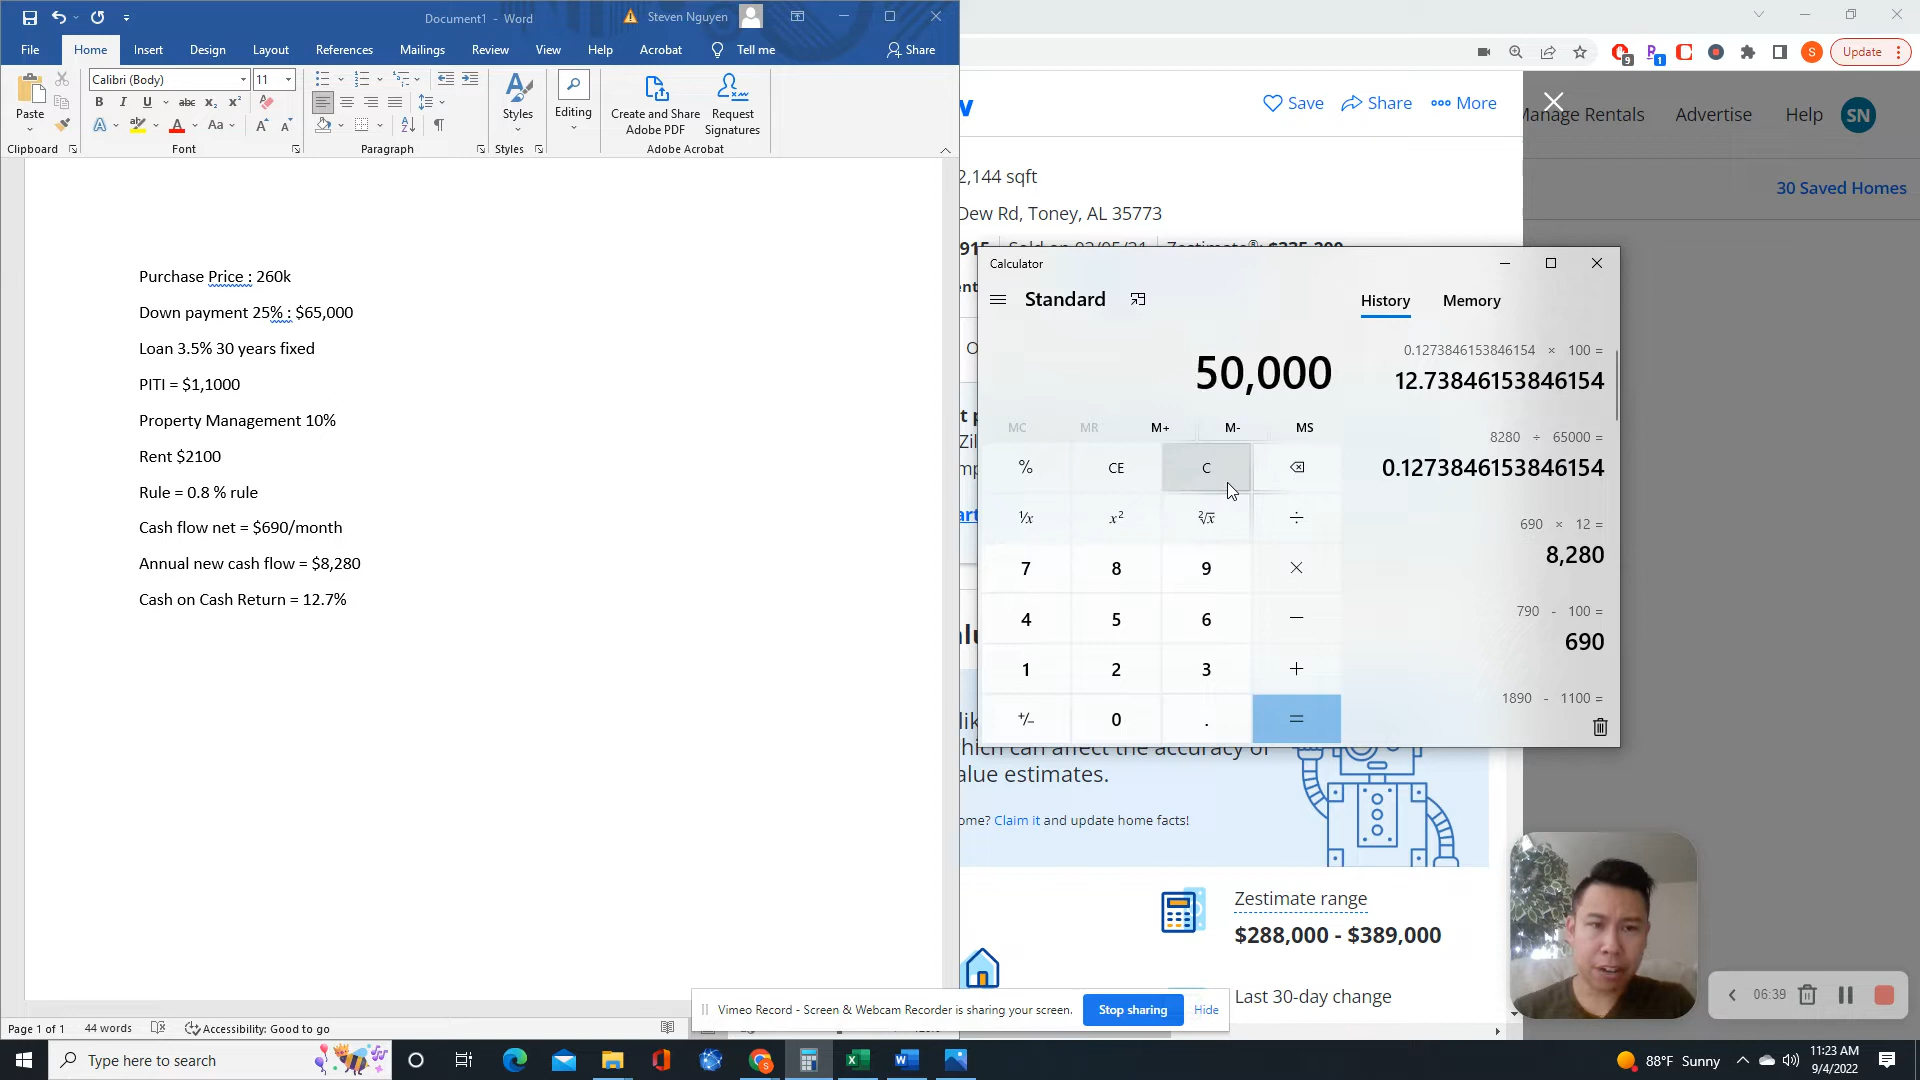 Document1 - Word
Steven Nguyen
File Home Insert Design Layout References Mailings Review View Help Acrobat Tell me Share
Calibri (Body) 11
Paste
Styles
Editing
Create and Share Adobe PDF
Request Signatures
Clipboard Font Paragraph Styles Adobe Acrobat
Purchase Price : 260k
Down payment 25% : $65,000
Loan 3.5% 30 years fixed
PITI = $1,1000
Property Management 10%
Rent $2100
Rule = 0.8 % rule
Cash flow net = $690/month
Annual new cash flow = $8,280
Cash on Cash Return = 12.7%
Page 1 of 1 44 words Accessibility: Good to go
Update
Save Share More
Manage Rentals Advertise Help SN
30 Saved Homes
2,144 sqft
Dew Rd, Toney, AL 35773
Calculator
Standard
History Memory
50,000
MC MR M+ M- MS
% CE C
⅟x x² ²√x ÷
7 8 9 ×
4 5 6 −
1 2 3 +
+/− 0 . =
0.1273846153846154 × 100 =
12.73846153846154
8280 ÷ 65000 =
0.1273846153846154
690 × 12 =
8,280
790 - 100 =
690
1890 - 1100 =
which can affect the accuracy of
alue estimates.
ome? Claim it and update home facts!
Zestimate range
$288,000 - $389,000
Last 30-day change
Vimeo Record - Screen & Webcam Recorder is sharing your screen. Stop sharing Hide
06:39
Type here to search
88°F Sunny
11:23 AM
9/4/2022